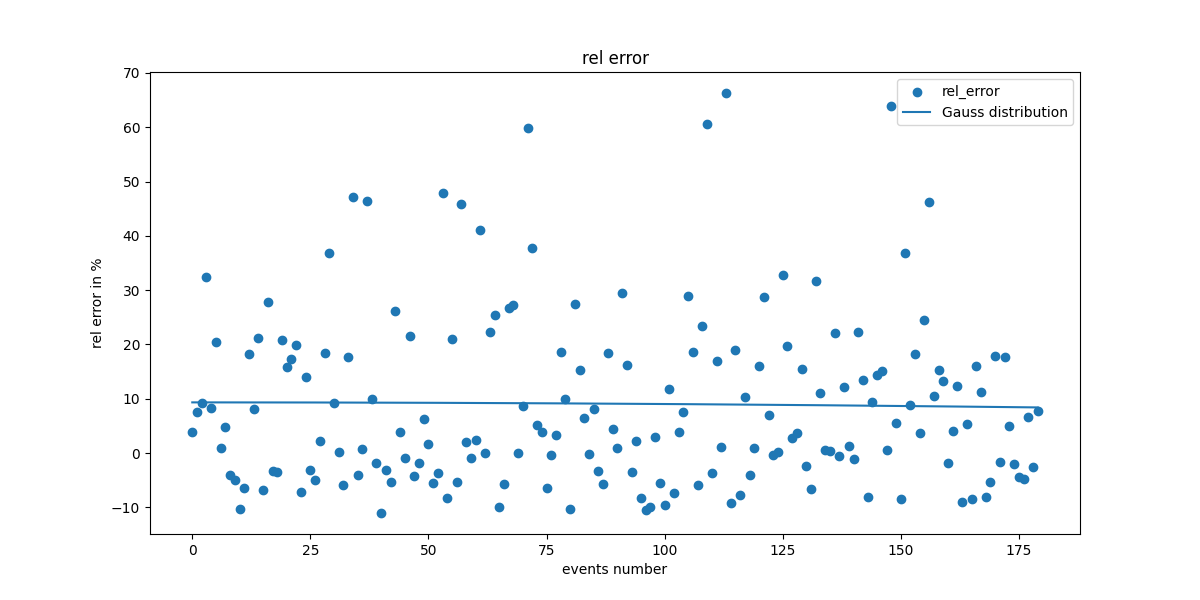 rel error
rel_error
Gauss distribution
70
60
50
40
30
20
10
0
−10
rel error in %
0 25 50 75 100 125 150 175
events number